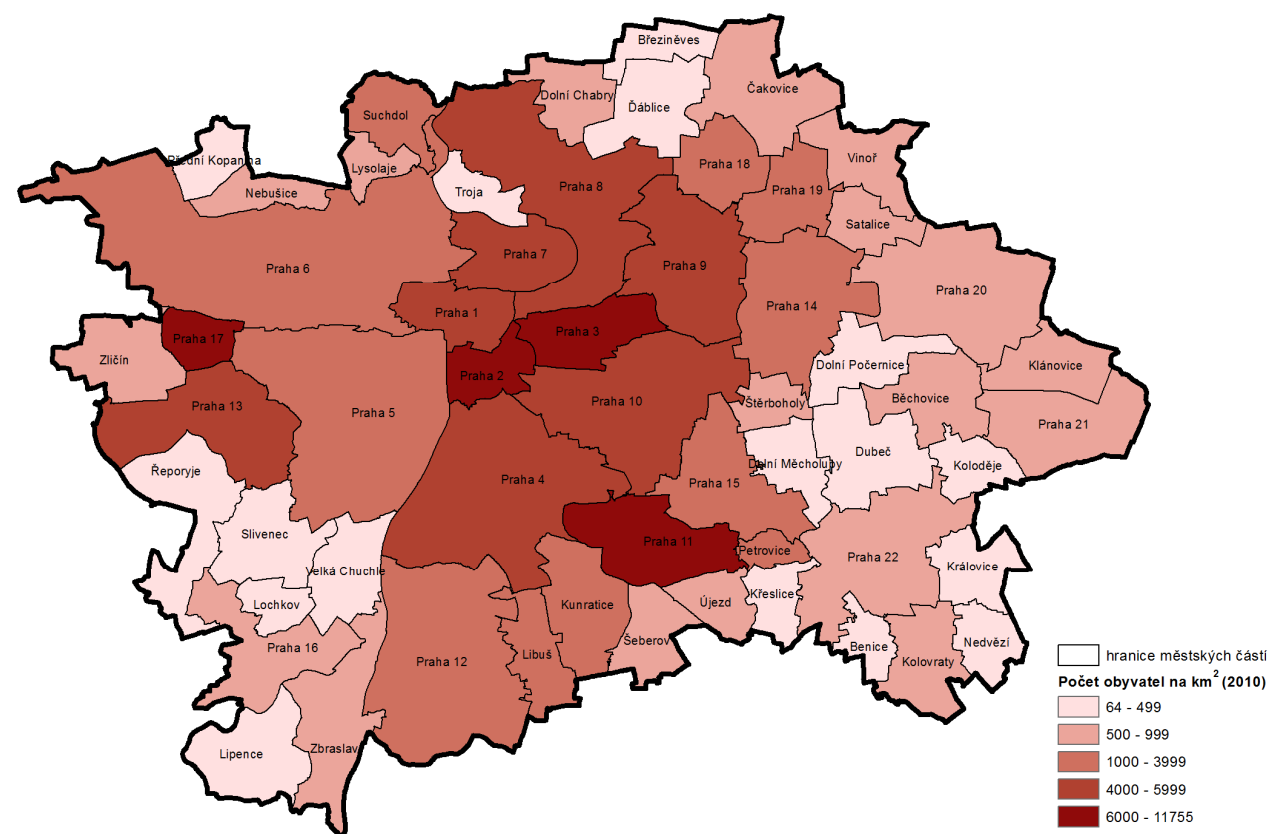 Březiněves
Dolní Chabry
Ďáblice
Čakovice
Suchdol
Přední Kopanina
Lysolaje
Nebušice
Troja
Praha 8
Praha 18
Vinoř
Praha 19
Satalice
Praha 6
Praha 7
Praha 9
Praha 20
Praha 14
Praha 1
Praha 3
Praha 17
Zličín
Praha 2
Dolní Počernice
Klánovice
Praha 13
Praha 5
Praha 10
Štěrboholy
Běchovice
Praha 21
Řeporyje
Praha 4
Praha 15
Dolní Měcholupy
Dubeč
Koloděje
Slivenec
Praha 11
Petrovice
Praha 22
Velká Chuchle
Královice
Lochkov
Kunratice
Újezd
Křeslice
Praha 16
Praha 12
Libuš
Šeberov
Benice
Kolovraty
Nedvězí
Lipence
Zbraslav
hranice městských částí
Počet obyvatel na km² (2010)
64 - 499
500 - 999
1000 - 3999
4000 - 5999
6000 - 11755